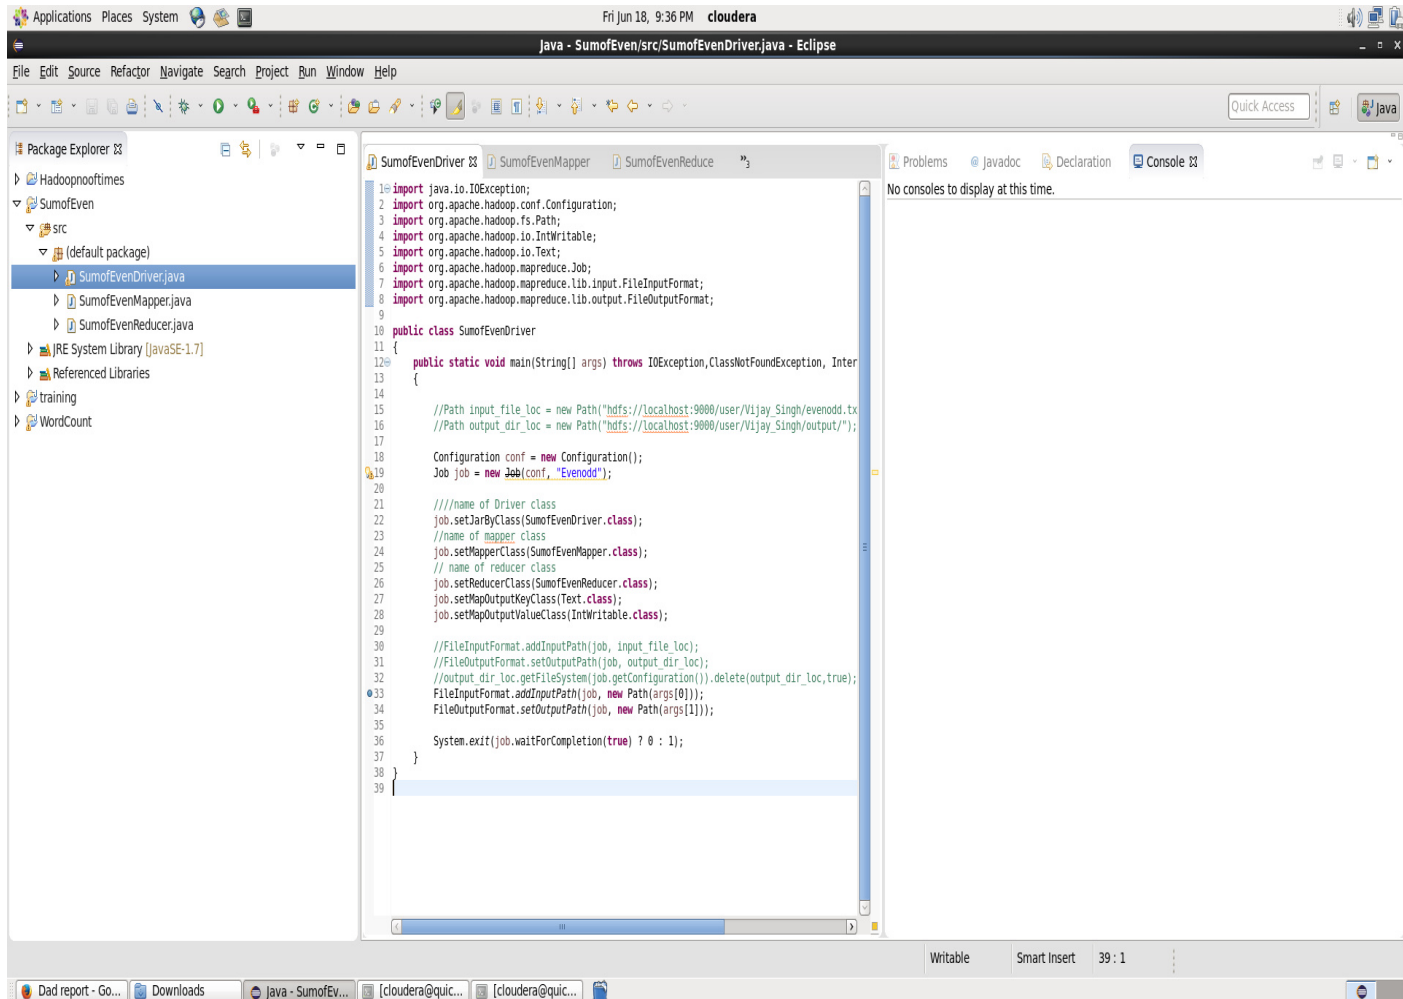 Applications Places System
Fri Jun 18, 9:36 PM cloudera
Java - SumofEven/src/SumofEvenDriver.java - Eclipse
File Edit Source Refactor Navigate Search Project Run Window Help
Quick Access
Java
Package Explorer
Hadoopnooftimes
SumofEven
src
(default package)
SumofEvenDriver.java
SumofEvenMapper.java
SumofEvenReducer.java
JRE System Library [JavaSE-1.7]
Referenced Libraries
training
WordCount
SumofEvenDriver SumofEvenMapper SumofEvenReduce »3
1 import java.io.IOException;
2 import org.apache.hadoop.conf.Configuration;
3 import org.apache.hadoop.fs.Path;
4 import org.apache.hadoop.io.IntWritable;
5 import org.apache.hadoop.io.Text;
6 import org.apache.hadoop.mapreduce.Job;
7 import org.apache.hadoop.mapreduce.lib.input.FileInputFormat;
8 import org.apache.hadoop.mapreduce.lib.output.FileOutputFormat;
9
10 public class SumofEvenDriver
11 {
12 public static void main(String[] args) throws IOException,ClassNotFoundException, Inter
13 {
14
15 //Path input_file_loc = new Path("hdfs://localhost:9000/user/Vijay_Singh/evenodd.tx
16 //Path output_dir_loc = new Path("hdfs://localhost:9000/user/Vijay_Singh/output/");
17
18 Configuration conf = new Configuration();
19 Job job = new Job(conf, "Evenodd");
20
21 ////name of Driver class
22 job.setJarByClass(SumofEvenDriver.class);
23 //name of mapper class
24 job.setMapperClass(SumofEvenMapper.class);
25 // name of reducer class
26 job.setReducerClass(SumofEvenReducer.class);
27 job.setMapOutputKeyClass(Text.class);
28 job.setMapOutputValueClass(IntWritable.class);
29
30 //FileInputFormat.addInputPath(job, input_file_loc);
31 //FileOutputFormat.setOutputPath(job, output_dir_loc);
32 //output_dir_loc.getFileSystem(job.getConfiguration()).delete(output_dir_loc,true);
33 FileInputFormat.addInputPath(job, new Path(args[0]));
34 FileOutputFormat.setOutputPath(job, new Path(args[1]));
35
36 System.exit(job.waitForCompletion(true) ? 0 : 1);
37 }
38 }
39
Problems Javadoc Declaration Console
No consoles to display at this time.
Writable Smart Insert 39 : 1
Dad report - Go... Downloads Java - SumofEv... [cloudera@quic... [cloudera@quic...